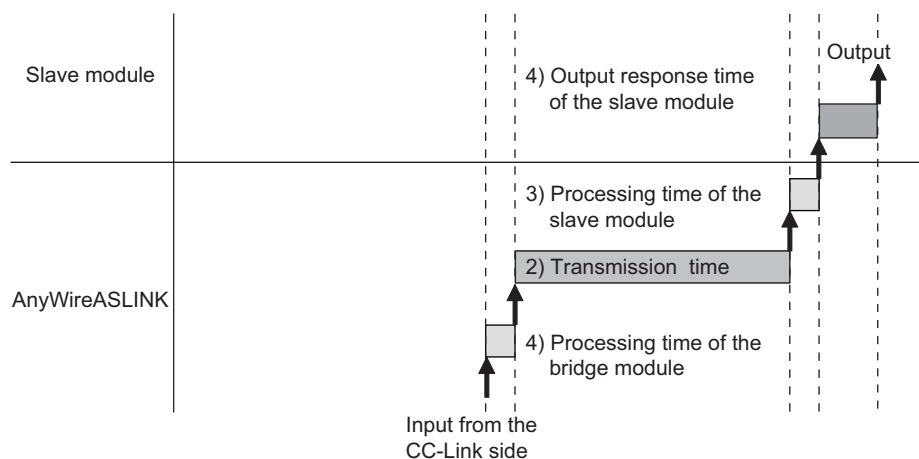 Output
Slave module
4) Output response time
of the slave module
3) Processing time of the
slave module
2) Transmission time
AnyWireASLINK
4) Processing time of the
bridge module
Input from the
CC-Link side